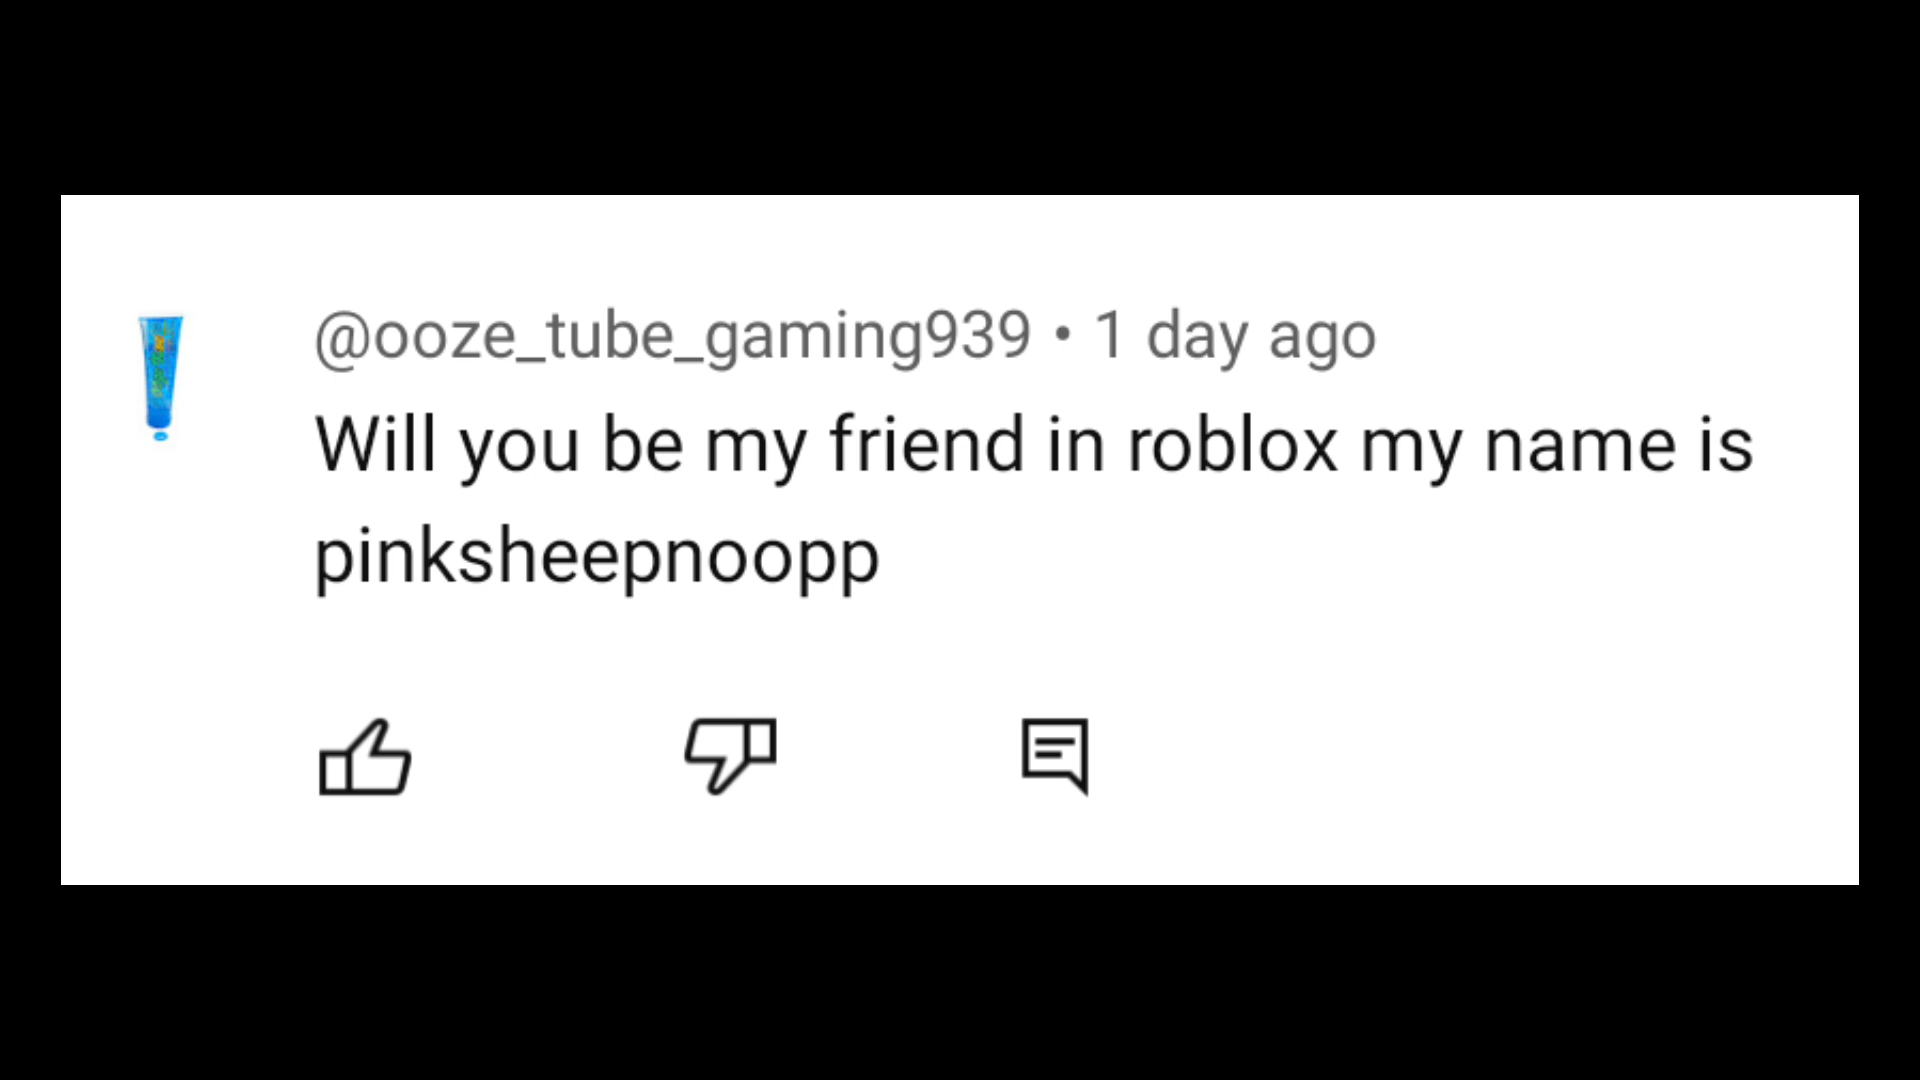 @ooze_tube_gaming939 • 1 day ago
Will you be my friend in roblox my name is
pinksheepnoopp